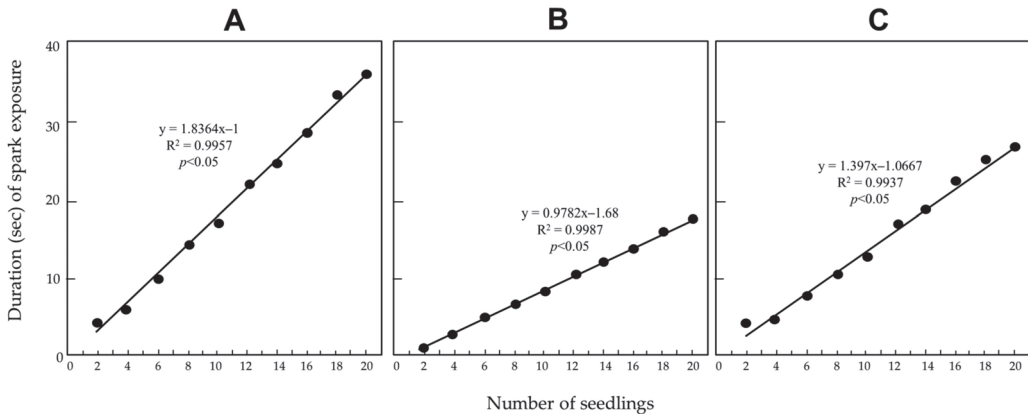 A B C
40
30
20
10
0
Duration (sec) of spark exposure
y = 1.8364x–1
R² = 0.9957
p<0.05
y = 0.9782x–1.68
R² = 0.9987
p<0.05
y = 1.397x–1.0667
R² = 0.9937
p<0.05
0 2 4 6 8 10 12 14 16 18 20
2 4 6 8 10 12 14 16 18 20
2 4 6 8 10 12 14 16 18 20
Number of seedlings